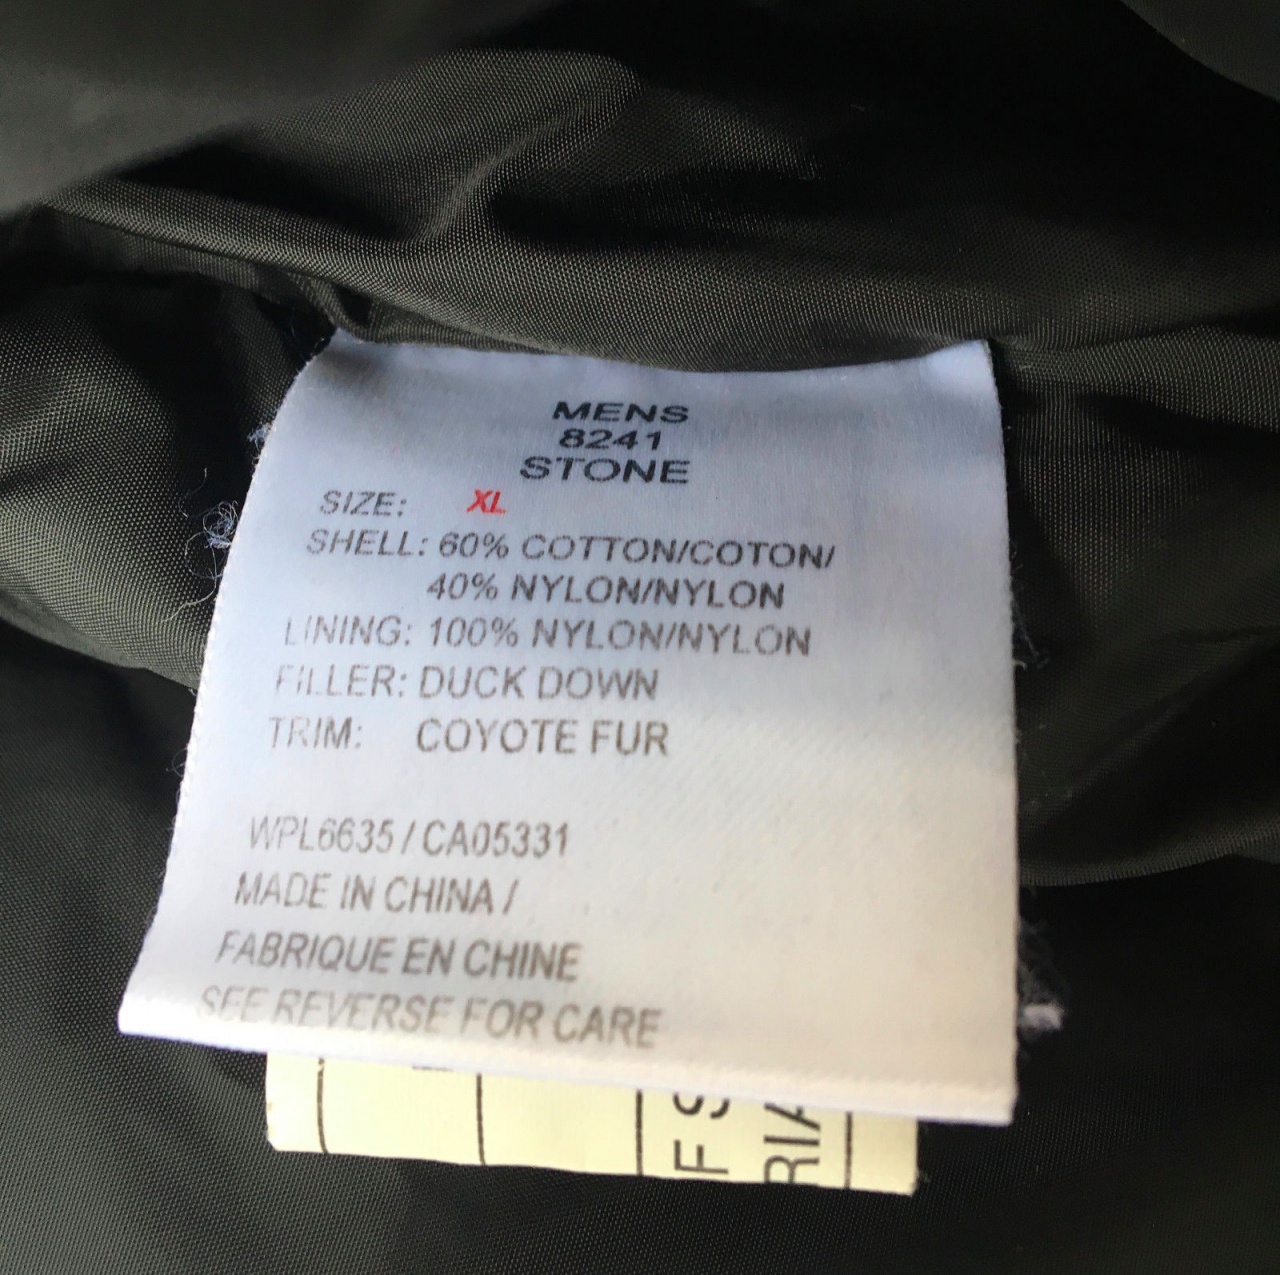 MENS
8241
STONE
SIZE: XL
SHELL: 60% COTTON/COTON/
40% NYLON/NYLON
LINING: 100% NYLON/NYLON
FILLER: DUCK DOWN
TRIM: COYOTE FUR
WPL6635 / CA05331
MADE IN CHINA /
FABRIQUE EN CHINE
SEE REVERSE FOR CARE